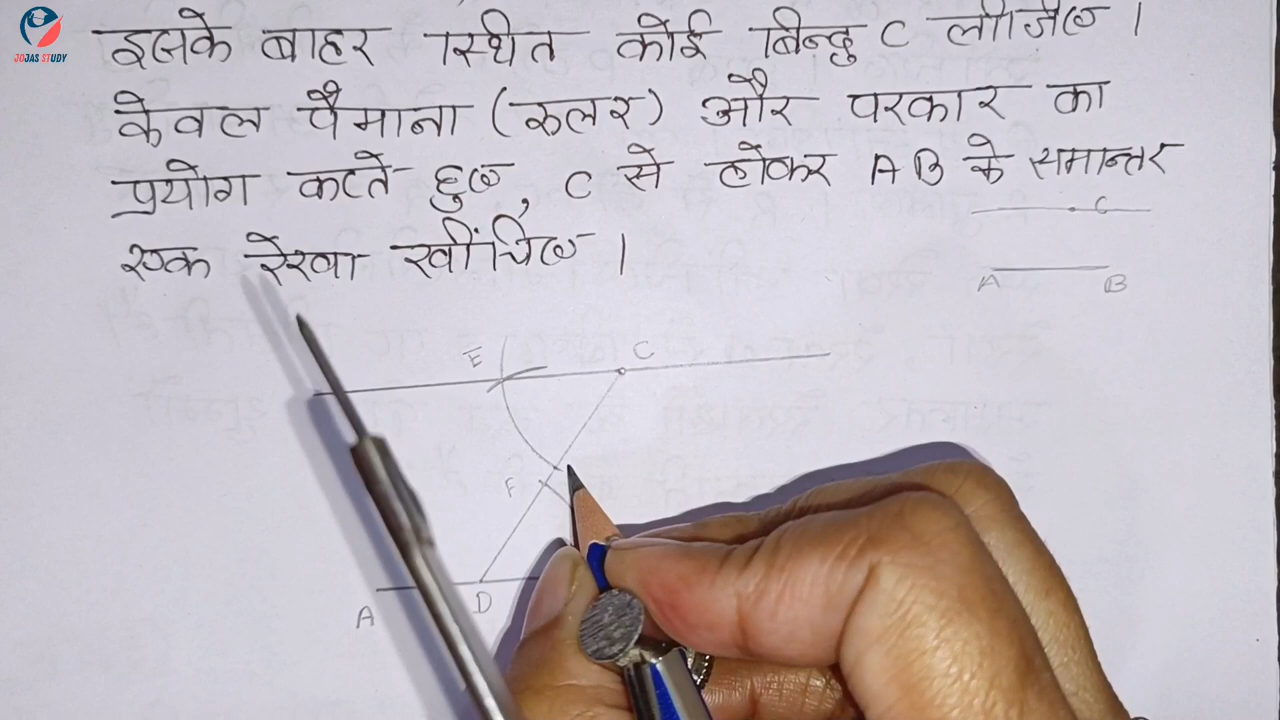 JOJAS STUDY
इसके बाहर स्थित कोई बिन्दु C लीजिए।
केवल पैमाना (रुलर) और परकार का
प्रयोग करते हुए, C से होकर AB के समान्तर
एक रेखा खींचिए।
C
A B
E C
F
A D